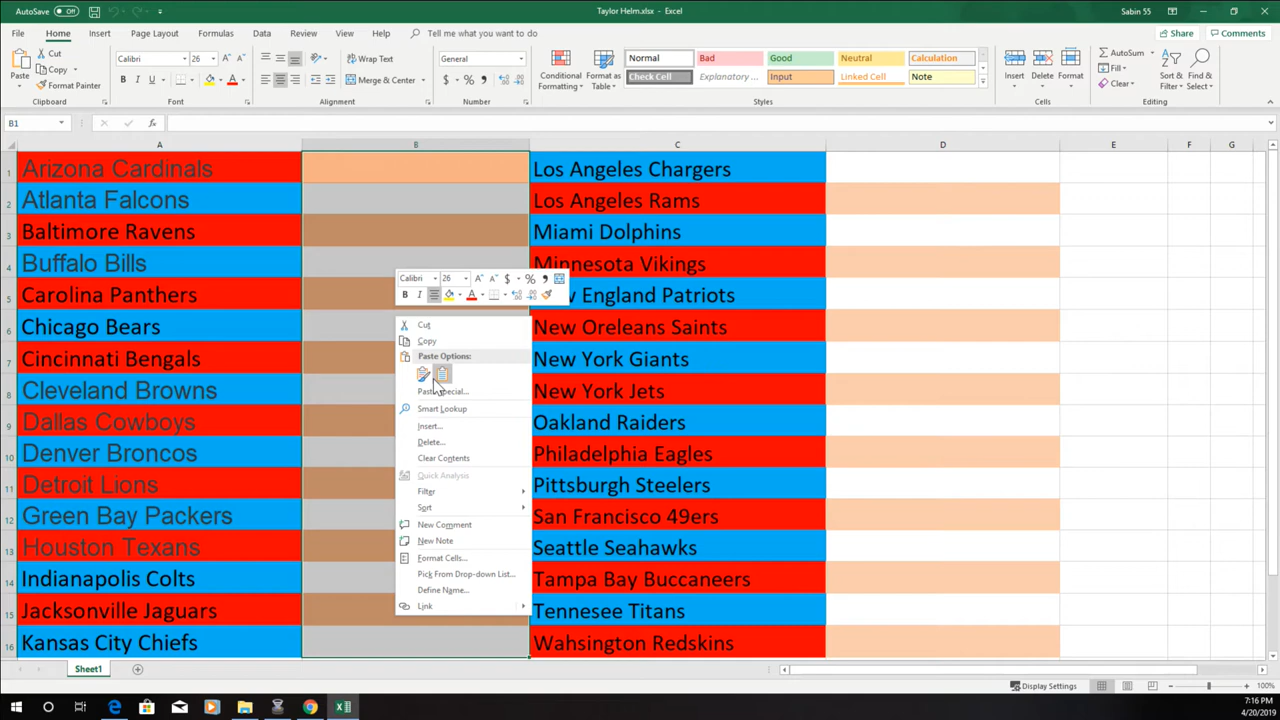 AutoSave Off Taylor Helm.xlsx - Excel Sabin 55
File Home Insert Page Layout Formulas Data Review View Help Tell me what you want to do Share Comments
Paste Cut Copy Format Painter
Calibri 26 A A B I U A
Wrap Text Merge & Center
General $ % ,
Conditional Formatting Format as Table
Normal Bad Good Neutral Calculation
Check Cell Explanatory ... Input Linked Cell Note
Insert Delete Format
AutoSum Fill Clear Sort & Filter Find & Select
Clipboard Font Alignment Number Styles Cells Editing
B1 fx
A B C D E F G
1 Arizona Cardinals Los Angeles Chargers
2 Atlanta Falcons Los Angeles Rams
3 Baltimore Ravens Miami Dolphins
4 Buffalo Bills Minnesota Vikings
5 Carolina Panthers England Patriots
6 Chicago Bears New Oreleans Saints
7 Cincinnati Bengals New York Giants
8 Cleveland Browns New York Jets
9 Dallas Cowboys Oakland Raiders
10 Denver Broncos Philadelphia Eagles
11 Detroit Lions Pittsburgh Steelers
12 Green Bay Packers San Francisco 49ers
13 Houston Texans Seattle Seahawks
14 Indianapolis Colts Tampa Bay Buccaneers
15 Jacksonville Jaguars Tennesee Titans
16 Kansas City Chiefs Wahsington Redskins
Calibri 26 A A $ % ,
B I A
Cut
Copy
Paste Options:
Paste Special...
Smart Lookup
Insert...
Delete...
Clear Contents
Quick Analysis
Filter
Sort
New Comment
New Note
Format Cells...
Pick From Drop-down List...
Define Name...
Link
Sheet1
Display Settings 100%
7:16 PM
4/20/2019